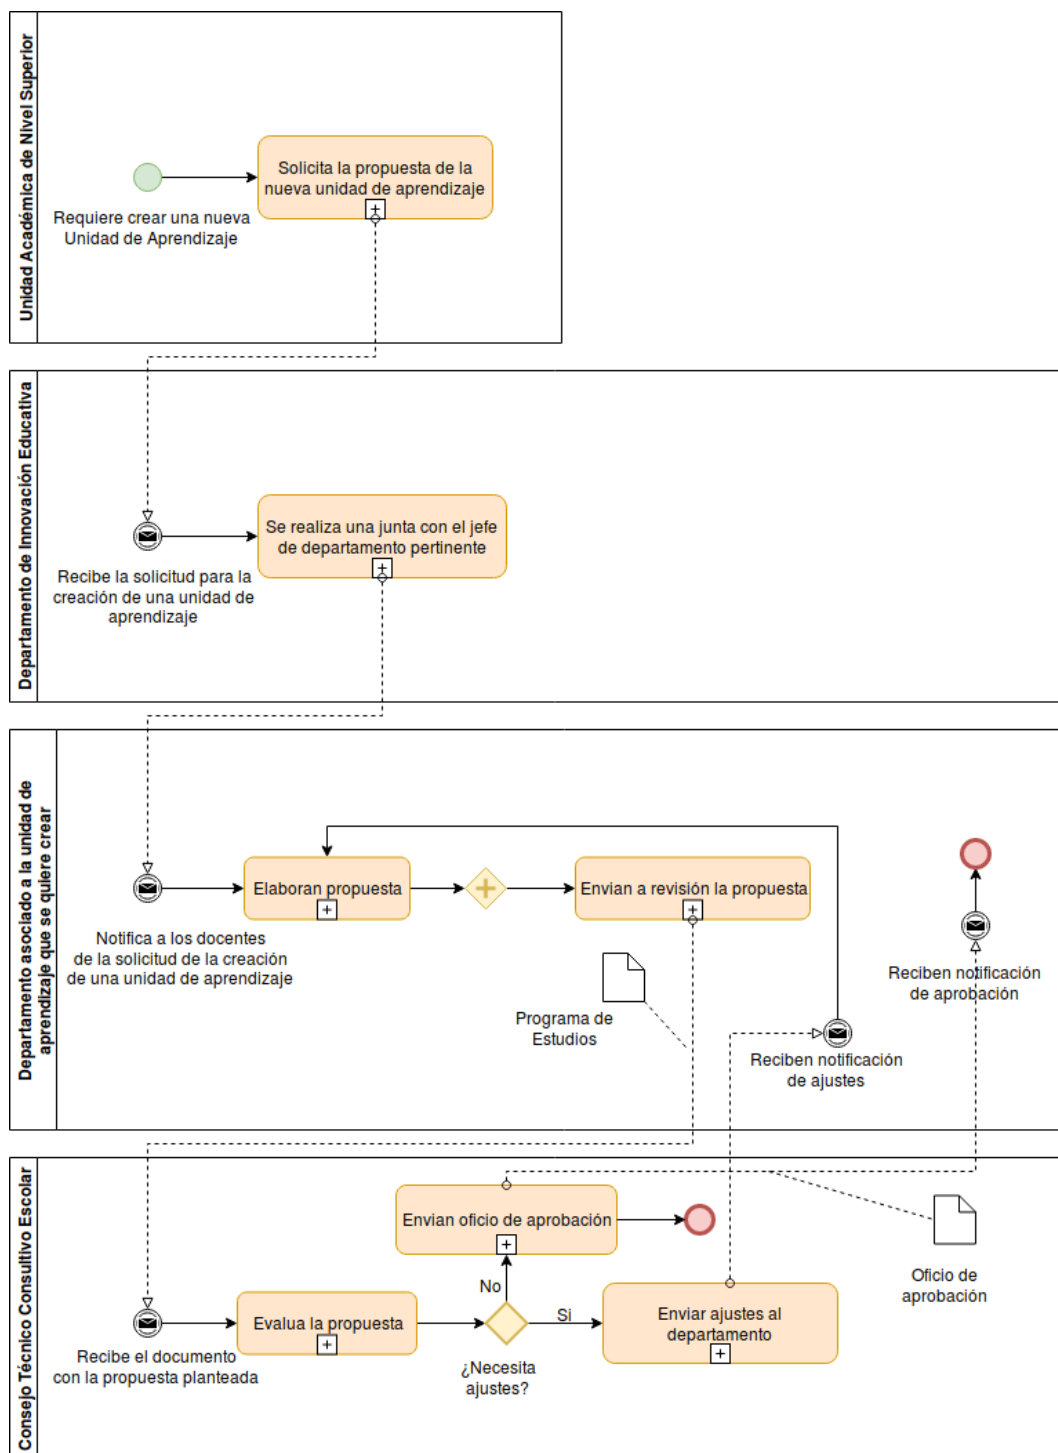 Unidad Académica de Nivel Superior
Solicita la propuesta de la
nueva unidad de aprendizaje
Requiere crear una nueva
Unidad de Aprendizaje
Departamento de Innovación Educativa
Se realiza una junta con el jefe
de departamento pertinente
Recibe la solicitud para la
creación de una unidad de
aprendizaje
Departamento asociado a la unidad de
aprendizaje que se quiere crear
Elaboran propuesta
Envian a revisión la propuesta
Notifica a los docentes
de la solicitud de la creación
de una unidad de aprendizaje
Programa de
Estudios
Reciben notificación
de aprobación
Reciben notificación
de ajustes
Consejo Técnico Consultivo Escolar
Envian oficio de aprobación
No
Oficio de
aprobación
Evalua la propuesta
Si
Enviar ajustes al
departamento
Recibe el documento
con la propuesta planteada
¿Necesita
ajustes?